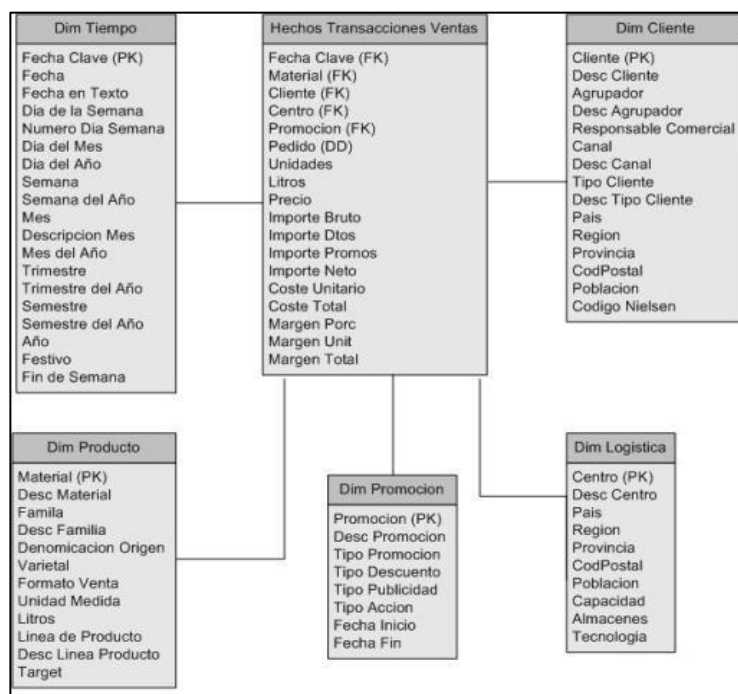 Dim Tiempo
Fecha Clave (PK)
Fecha
Fecha en Texto
Dia de la Semana
Numero Dia Semana
Dia del Mes
Dia del Año
Semana
Semana del Año
Mes
Descripcion Mes
Mes del Año
Trimestre
Trimestre del Año
Semestre
Semestre del Año
Año
Festivo
Fin de Semana
Hechos Transacciones Ventas
Fecha Clave (FK)
Material (FK)
Cliente (FK)
Centro (FK)
Promocion (FK)
Pedido (DD)
Unidades
Litros
Precio
Importe Bruto
Importe Dtos
Importe Promos
Importe Neto
Coste Unitario
Coste Total
Margen Porc
Margen Unit
Margen Total
Dim Cliente
Cliente (PK)
Desc Cliente
Agrupador
Desc Agrupador
Responsable Comercial
Canal
Desc Canal
Tipo Cliente
Desc Tipo Cliente
Pais
Region
Provincia
CodPostal
Poblacion
Codigo Nielsen
Dim Producto
Material (PK)
Desc Material
Famila
Desc Familia
Denomicacion Origen
Varietal
Formato Venta
Unidad Medida
Litros
Linea de Producto
Desc Linea Producto
Target
Dim Promocion
Promocion (PK)
Desc Promocion
Tipo Promocion
Tipo Descuento
Tipo Publicidad
Tipo Accion
Fecha Inicio
Fecha Fin
Dim Logistica
Centro (PK)
Desc Centro
Pais
Region
Provincia
CodPostal
Poblacion
Capacidad
Almacenes
Tecnologia